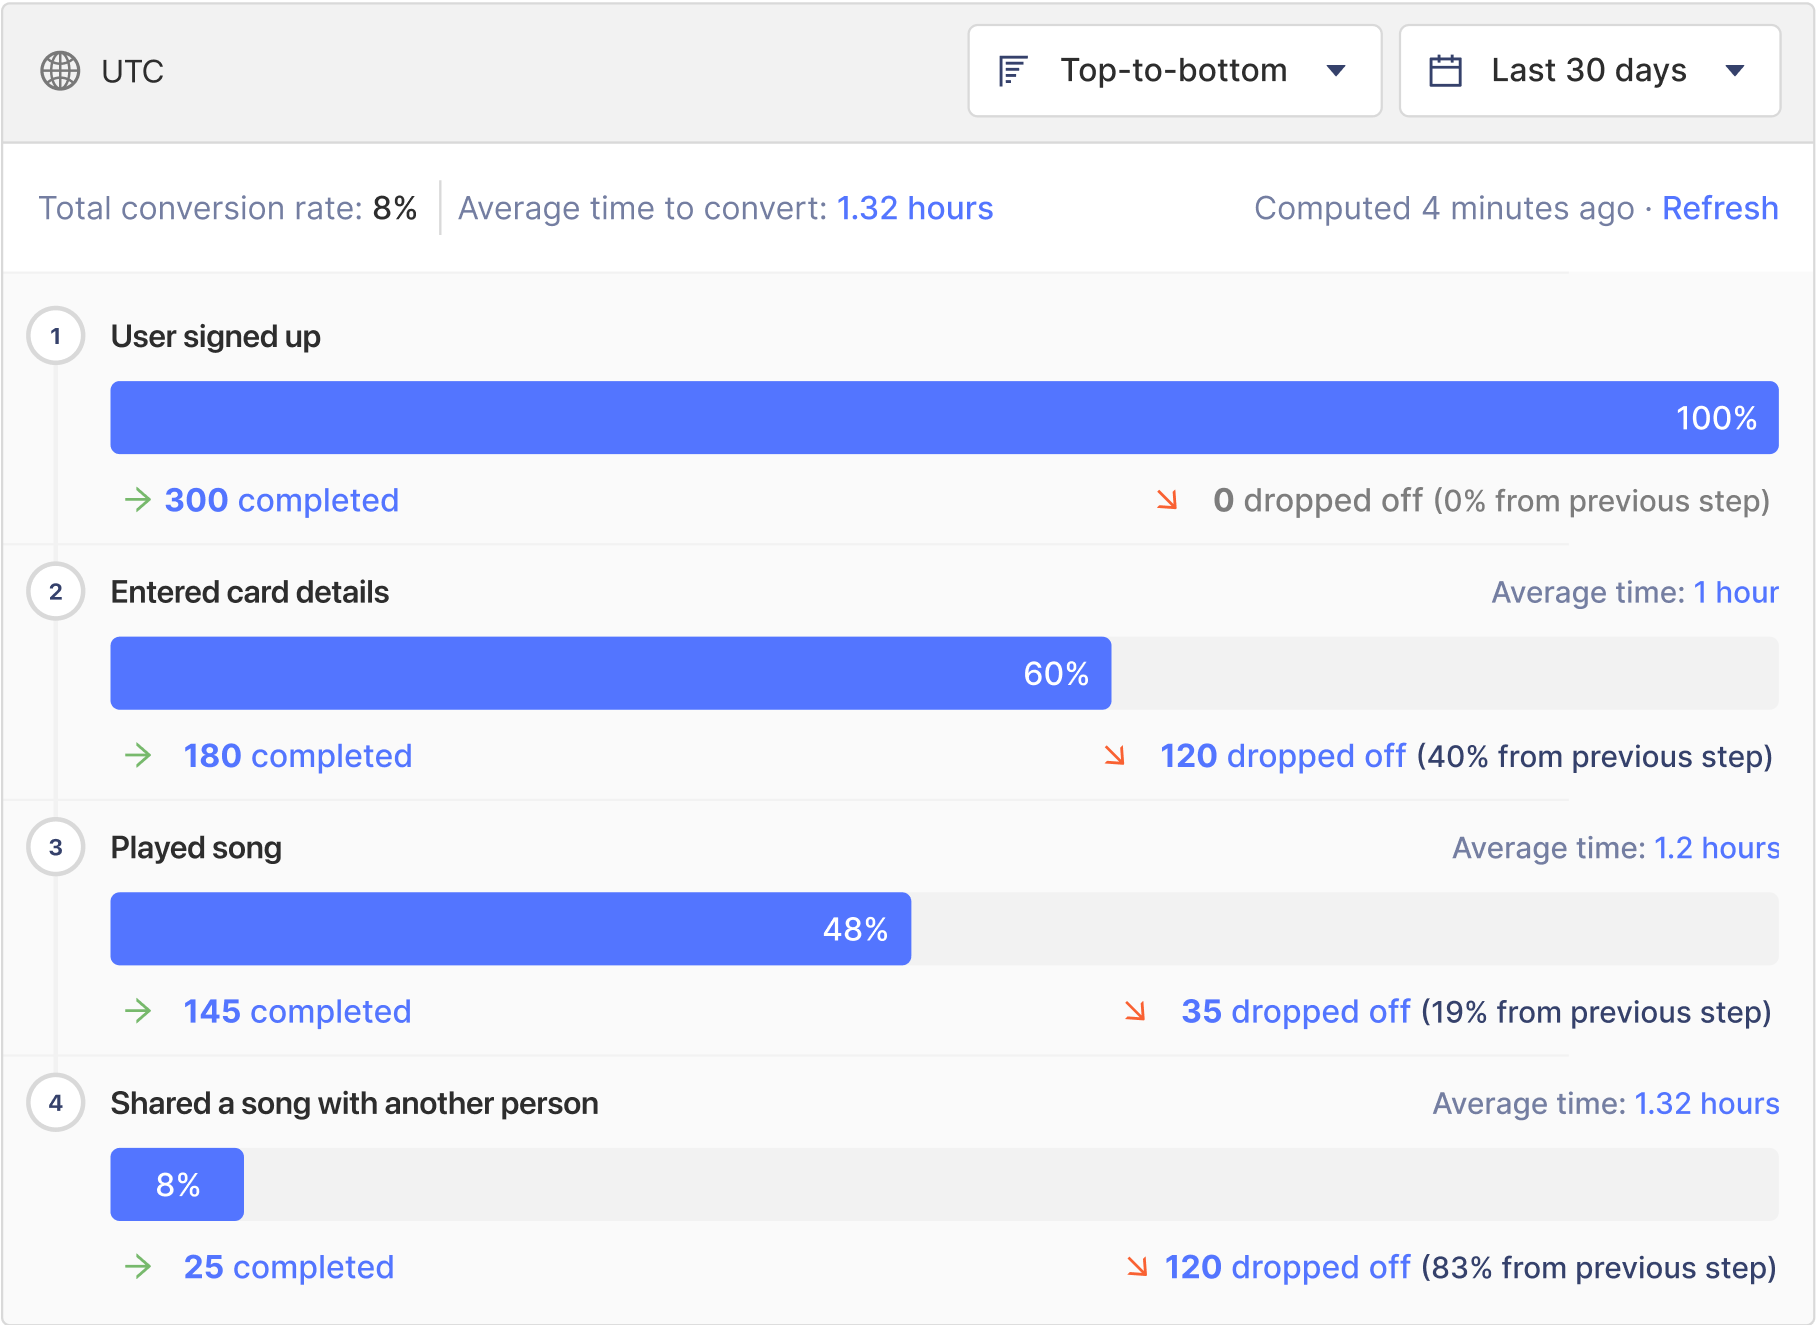 UTC
Top-to-bottom
Last 30 days
Total conversion rate: 8%
Average time to convert: 1.32 hours
Computed 4 minutes ago · Refresh
1
User signed up
100%
300 completed
0 dropped off (0% from previous step)
2
Entered card details
Average time: 1 hour
60%
180 completed
120 dropped off (40% from previous step)
3
Played song
Average time: 1.2 hours
48%
145 completed
35 dropped off (19% from previous step)
4
Shared a song with another person
Average time: 1.32 hours
8%
25 completed
120 dropped off (83% from previous step)